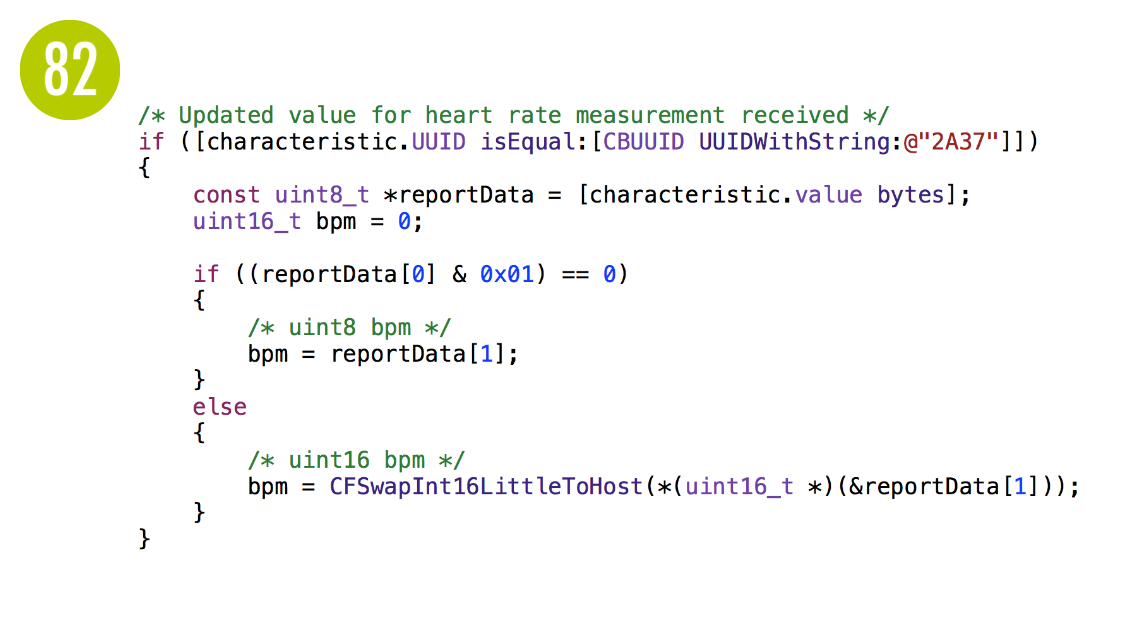 82
/* Updated value for heart rate measurement received */
if ([characteristic.UUID isEqual:[CBUUID UUIDWithString:@"2A37"]])
{
    const uint8_t *reportData = [characteristic.value bytes];
    uint16_t bpm = 0;

    if ((reportData[0] & 0x01) == 0)
    {
        /* uint8 bpm */
        bpm = reportData[1];
    }
    else
    {
        /* uint16 bpm */
        bpm = CFSwapInt16LittleToHost(*(uint16_t *)(&reportData[1]));
    }
}